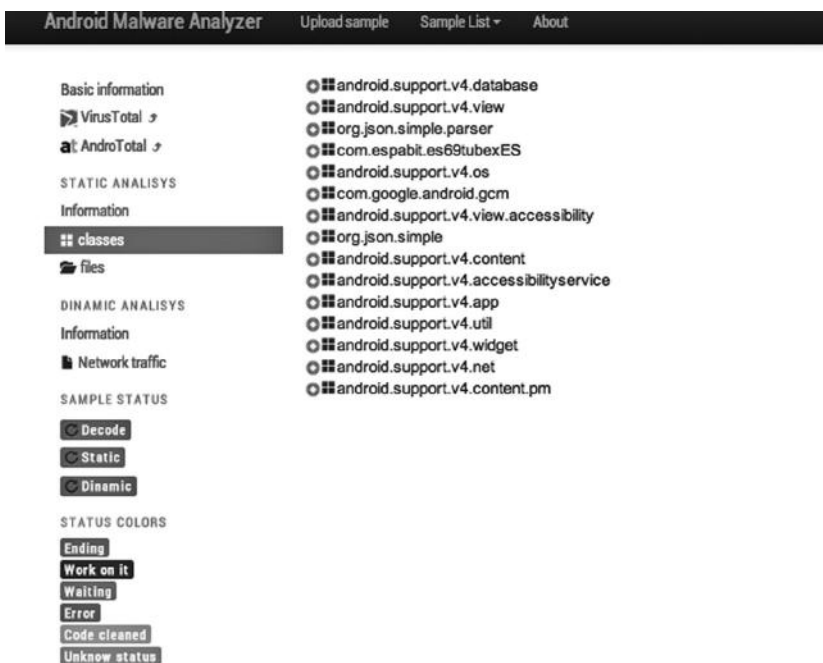 Android Malware Analyzer Upload sample Sample List About
Basic information
VirusTotal
a: AndroTotal
STATIC ANALISYS
Information
classes
files
DINAMIC ANALISYS
Information
Network traffic
SAMPLE STATUS
Decode
Static
Dinamic
STATUS COLORS
Ending
Work on it
Waiting
Error
Code cleaned
Unknow status
android.support.v4.database
android.support.v4.view
org.json.simple.parser
com.espabit.es69tubexES
android.support.v4.os
com.google.android.gcm
android.support.v4.view.accessibility
org.json.simple
android.support.v4.content
android.support.v4.accessibilityservice
android.support.v4.app
android.support.v4.util
android.support.v4.widget
android.support.v4.net
android.support.v4.content.pm